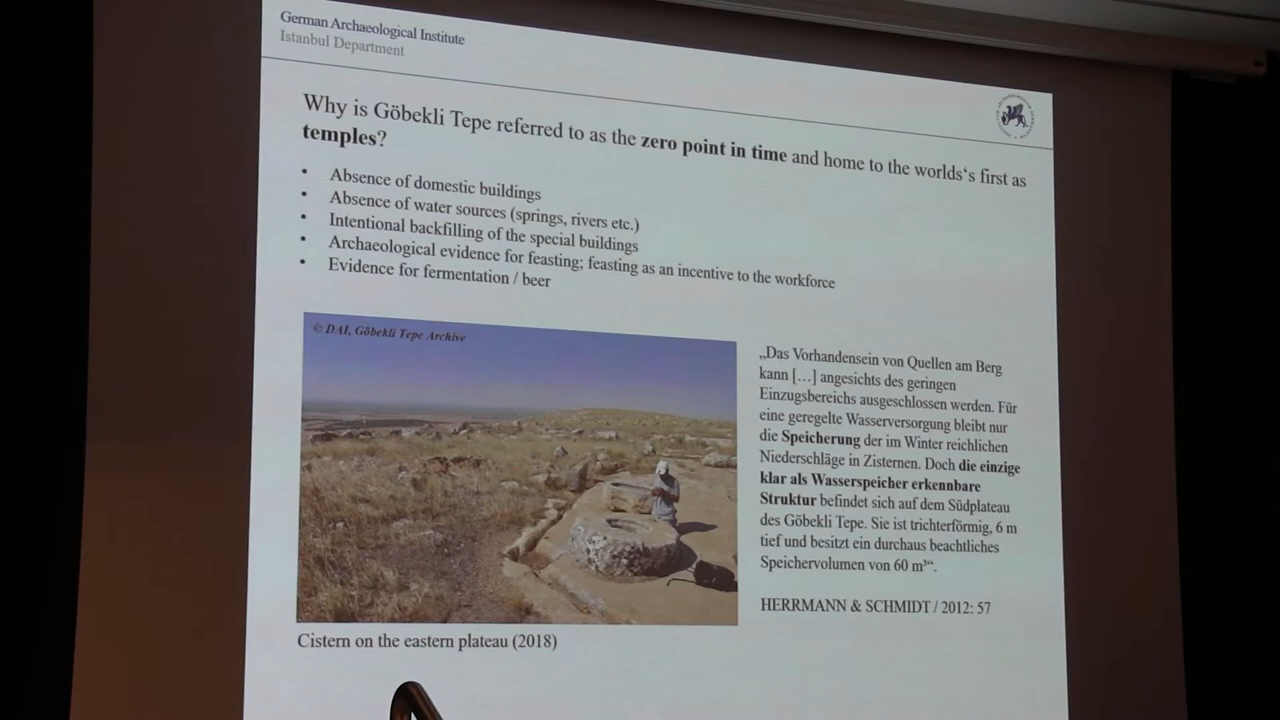 German Archaeological Institute
Istanbul Department
Why is Göbekli Tepe referred to as the zero point in time and home to the worlds‘s first as
temples?
• Absence of domestic buildings
• Absence of water sources (springs, rivers etc.)
• Intentional backfilling of the special buildings
• Archaeological evidence for feasting; feasting as an incentive to the workforce
• Evidence for fermentation / beer
© DAI, Göbekli Tepe Archive
„Das Vorhandensein von Quellen am Berg
kann [...] angesichts des geringen
Einzugsbereichs ausgeschlossen werden. Für
eine geregelte Wasserversorgung bleibt nur
die Speicherung der im Winter reichlichen
Niederschläge in Zisternen. Doch die einzige
klar als Wasserspeicher erkennbare
Struktur befindet sich auf dem Südplateau
des Göbekli Tepe. Sie ist trichterförmig, 6 m
tief und besitzt ein durchaus beachtliches
Speichervolumen von 60 m³“.
HERRMANN & SCHMIDT / 2012: 57
Cistern on the eastern plateau (2018)